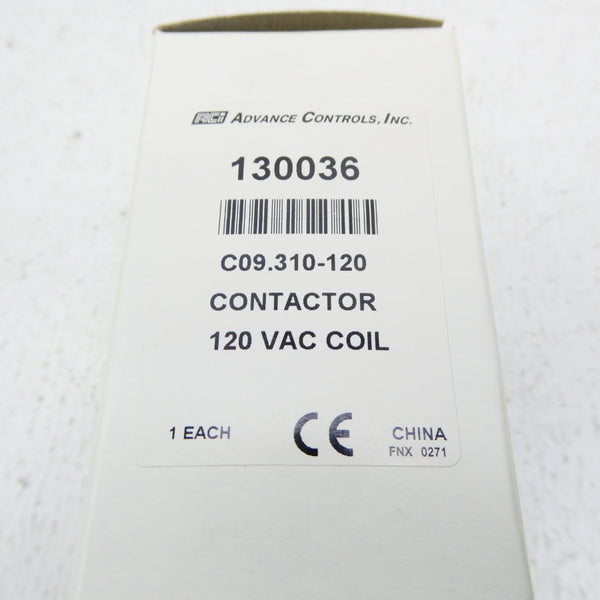 ACI ADVANCE CONTROLS, INC.
130036
C09.310-120
CONTACTOR
120 VAC COIL
1 EACH CE CHINA
FNX 0271